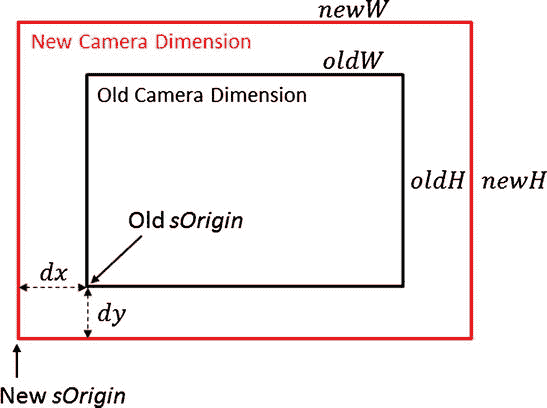 newW
New Camera Dimension
oldW
Old Camera Dimension
oldH
newH
Old sOrigin
dx
dy
New sOrigin